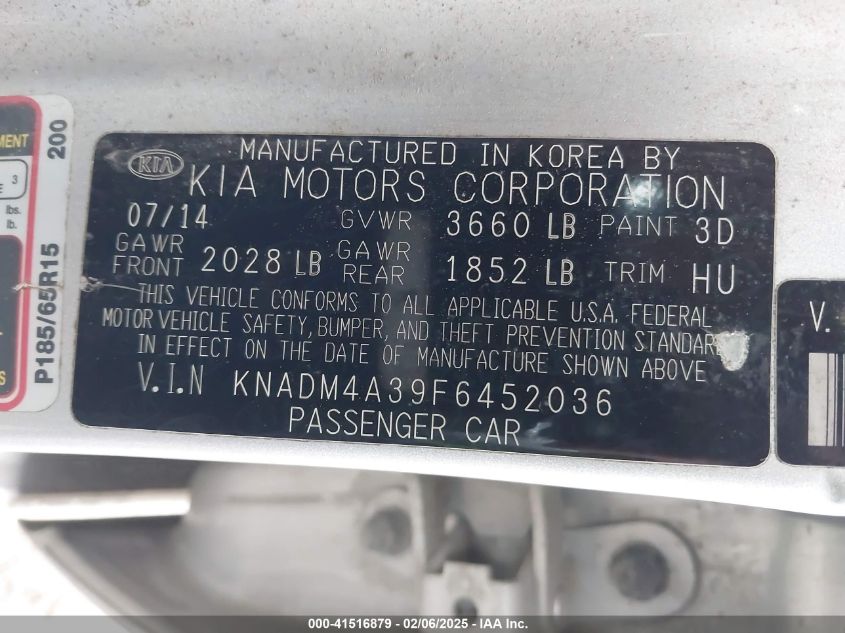 MANUFACTURED IN KOREA BY
KIA
KIA MOTORS CORPORATION
07/14 GVWR 3660 LB PAINT 3D
GAWR FRONT 2028 LB GAWR REAR 1852 LB TRIM HU
THIS VEHICLE CONFORMS TO ALL APPLICABLE U.S.A. FEDERAL
MOTOR VEHICLE SAFETY, BUMPER, AND THEFT PREVENTION STANDARD
IN EFFECT ON THE DATE OF MANUFACTURE SHOWN ABOVE
V.I.N KNADM4A39F6452036
PASSENGER CAR
200
P185/65R15
3
lbs.
lb.
V.
000-41516879 - 02/06/2025 - IAA Inc.